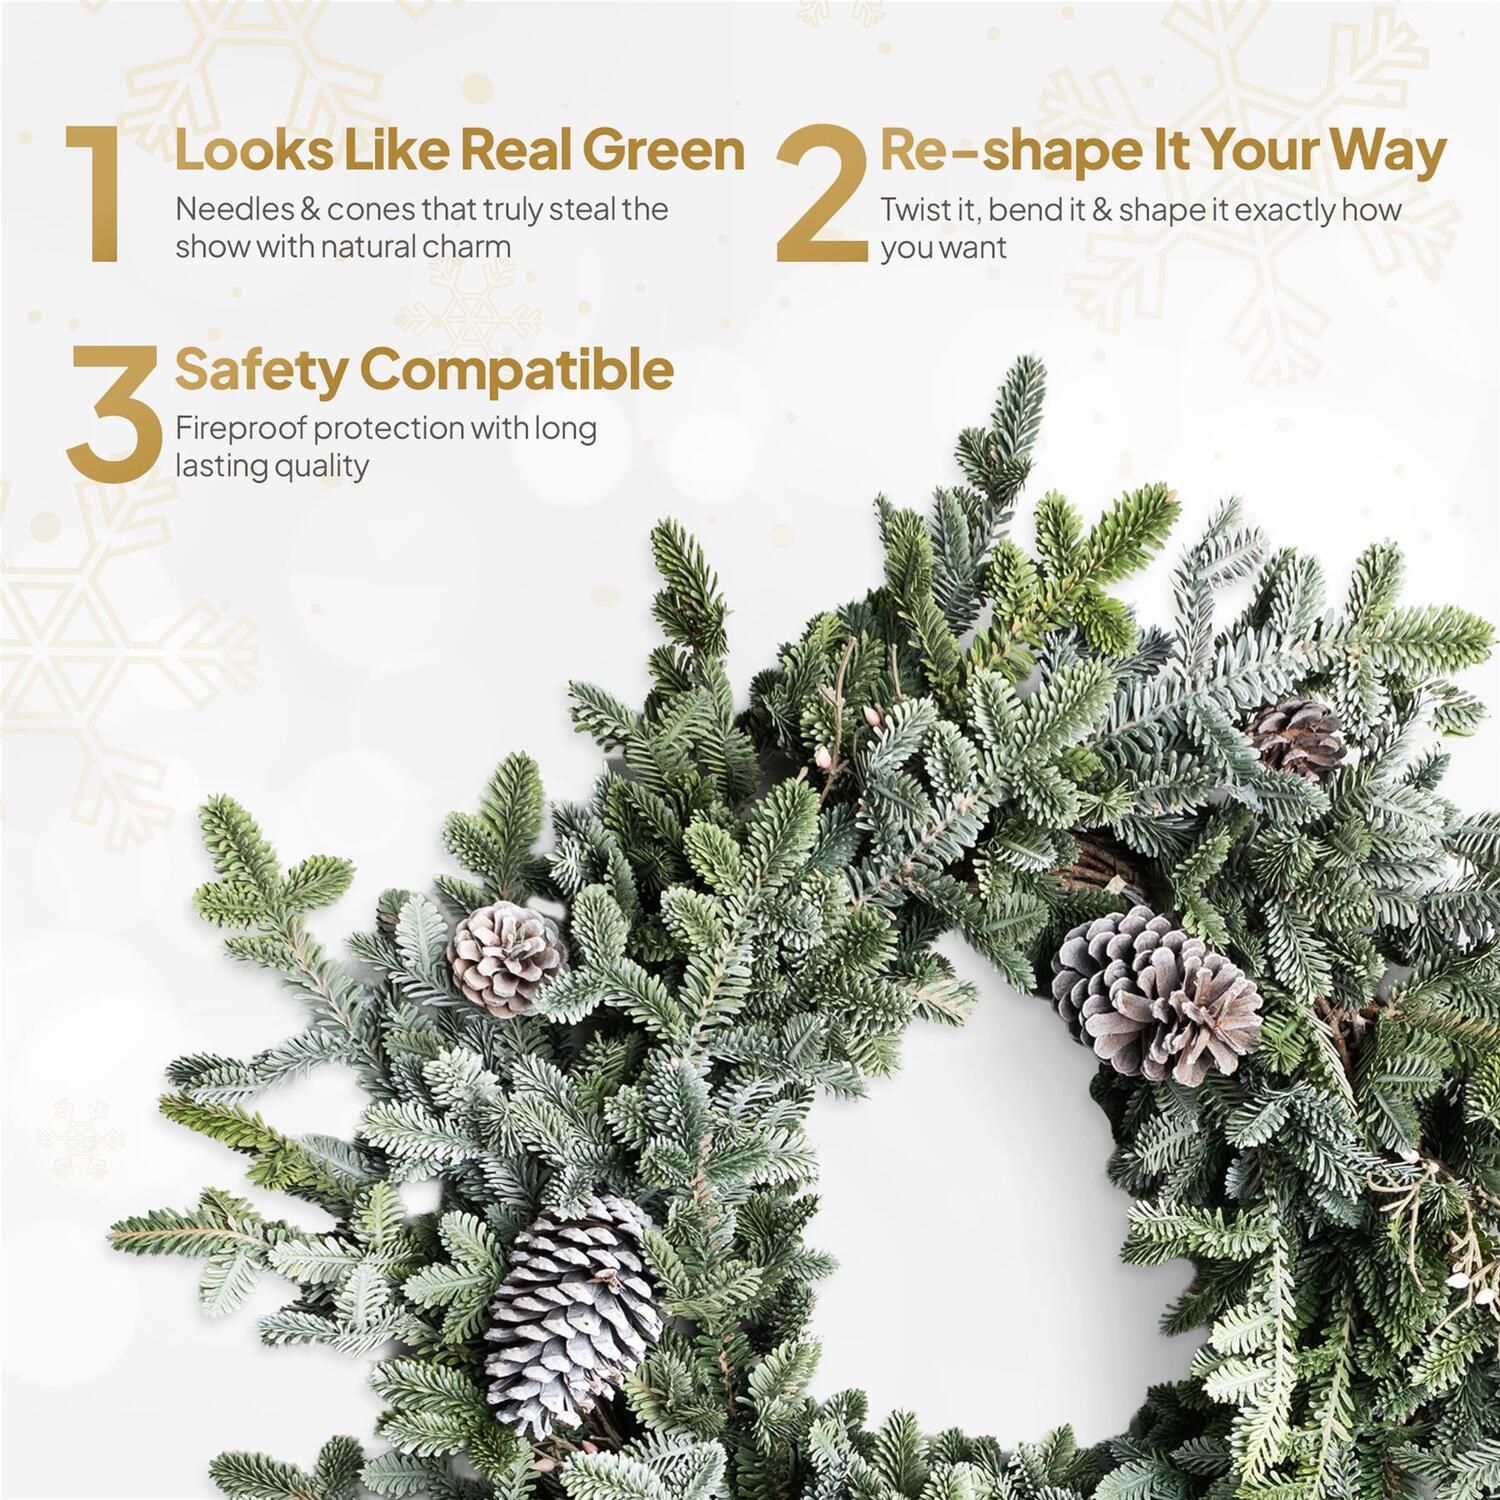 1
Looks Like Real Green
Needles & cones that truly steal the
show with natural charm
2
Re-shape It Your Way
Twist it, bend it & shape it exactly how
you want
3
Safety Compatible
Fireproof protection with long
lasting quality